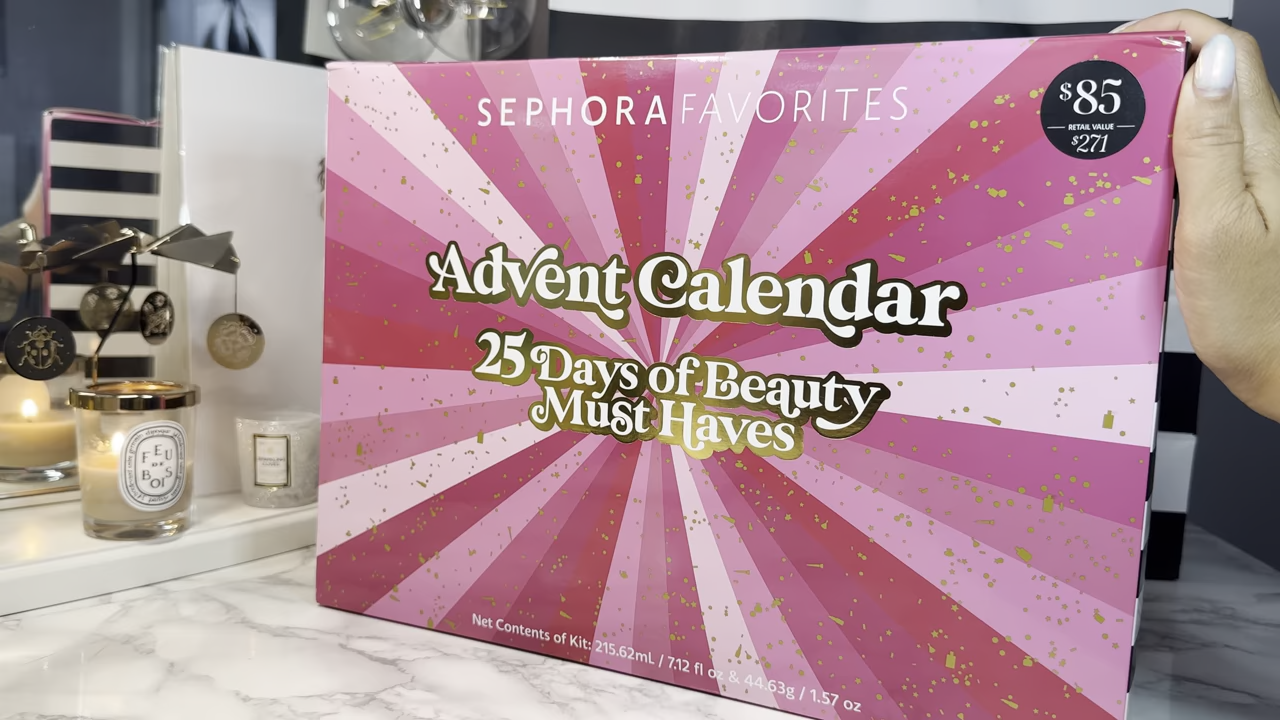 SEPHORA FAVORITES
$85
RETAIL VALUE
$271
Advent Calendar
25 Days of Beauty
Must Haves
Net Contents of Kit: 215.62mL / 7.12 fl oz & 44.63g / 1.57 oz
FEU
DE
BOIS